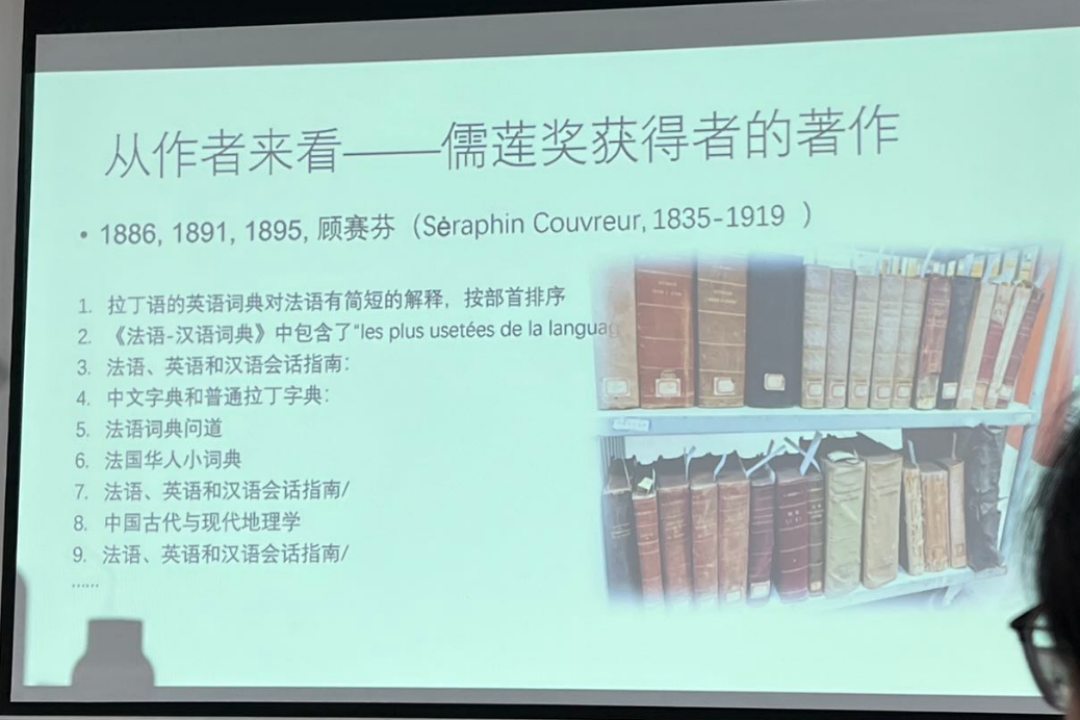 从作者来看——儒莲奖获得者的著作
• 1886, 1891, 1895, 顾赛芬（Sėraphin Couvreur, 1835-1919 ）
1. 拉丁语的英语词典对法语有简短的解释，按部首排序
2. 《法语-汉语词典》中包含了“les plus usetées de la languag
3. 法语、英语和汉语会话指南：
4. 中文字典和普通拉丁字典：
5. 法语词典问道
6. 法国华人小词典
7. 法语、英语和汉语会话指南/
8. 中国古代与现代地理学
9. 法语、英语和汉语会话指南/
……